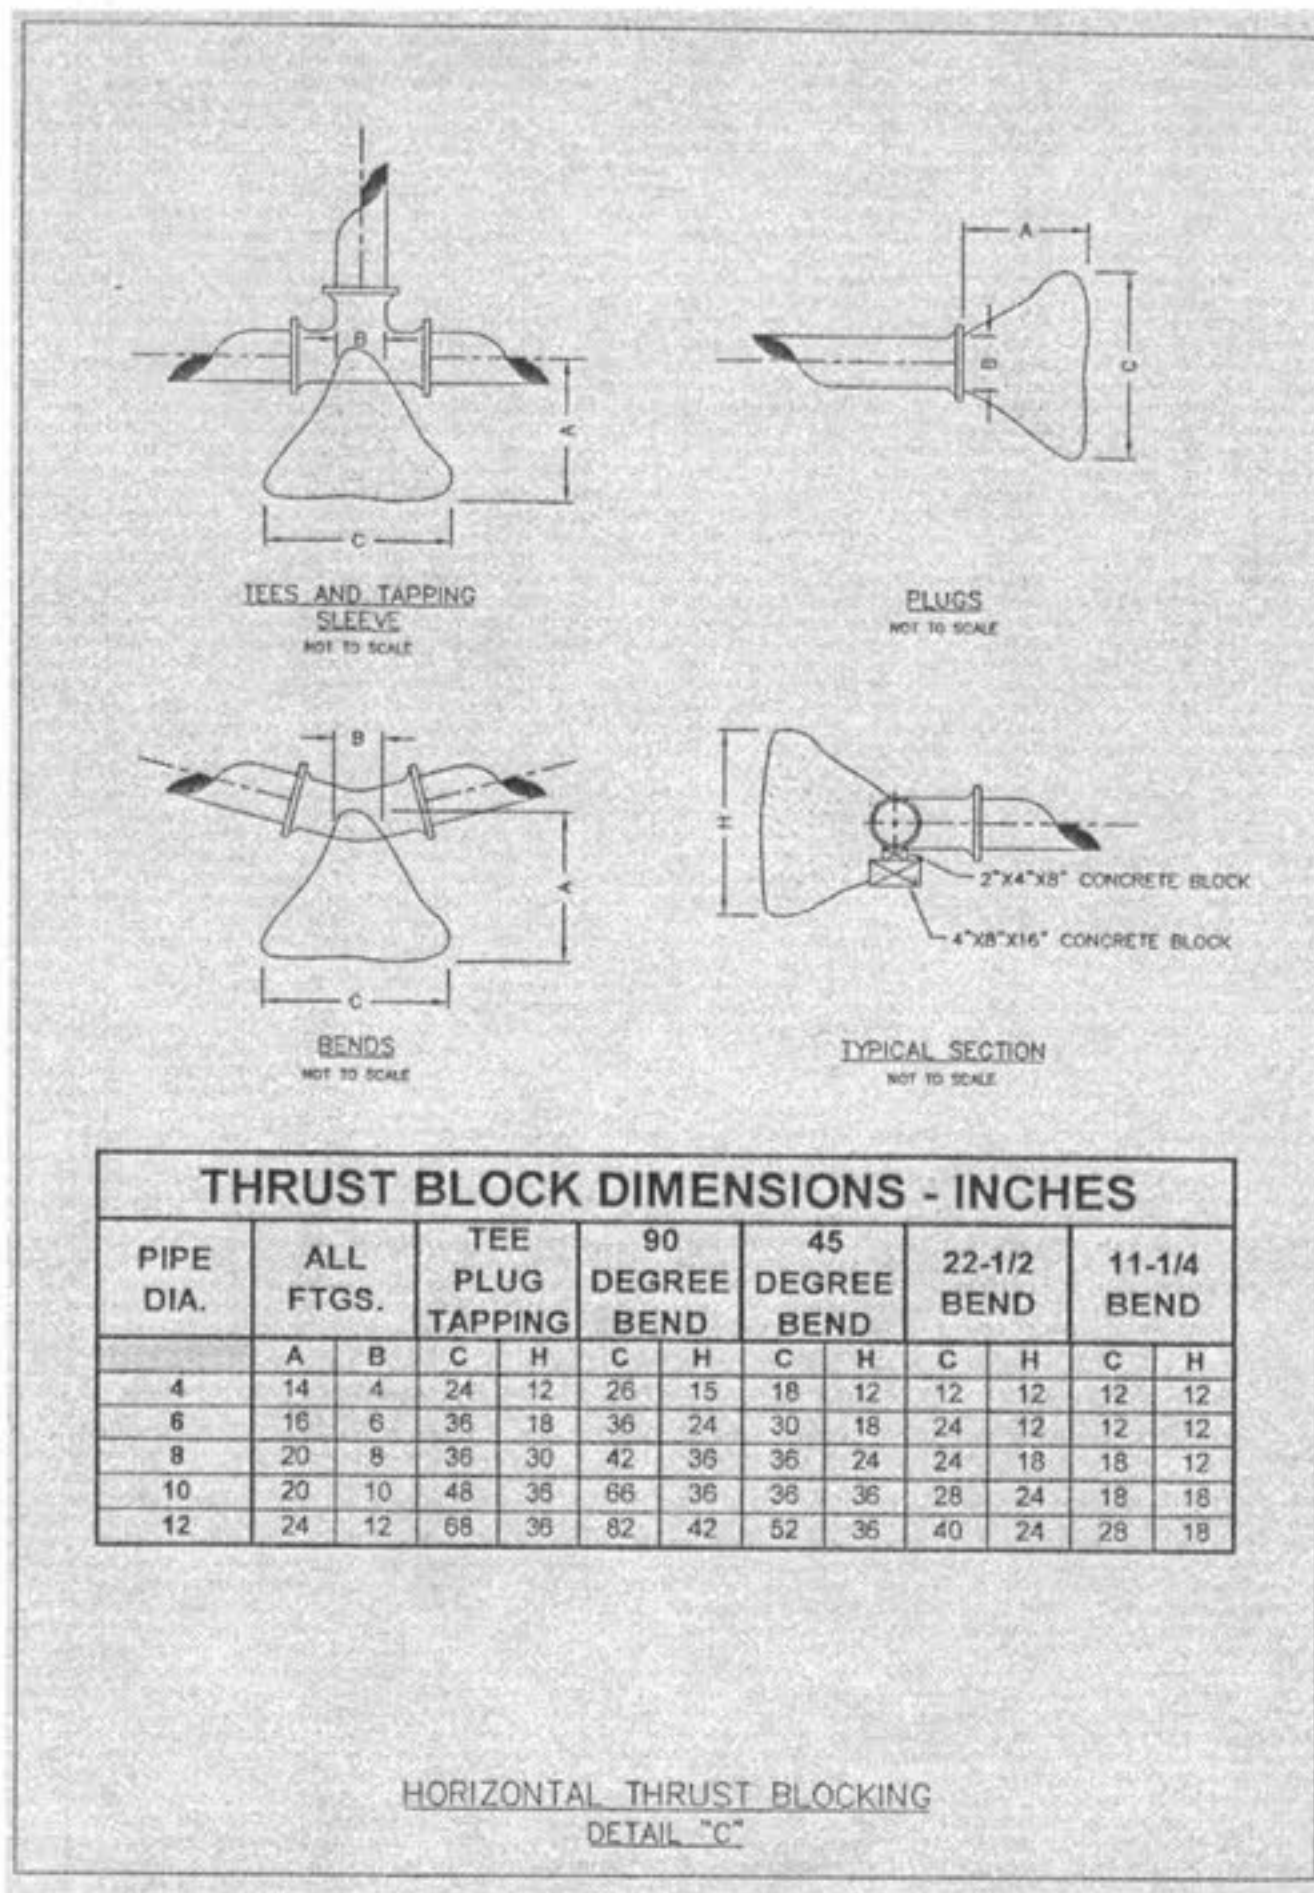 B
A
C
TEES AND TAPPING
SLEEVE
NOT TO SCALE
A
B
C
PLUGS
NOT TO SCALE
B
A
C
BENDS
NOT TO SCALE
H
2"X4"X8" CONCRETE BLOCK
4"X8"X16" CONCRETE BLOCK
TYPICAL SECTION
NOT TO SCALE
THRUST BLOCK DIMENSIONS - INCHES
PIPE DIA. ALL FTGS. TEE PLUG TAPPING 90 DEGREE BEND 45 DEGREE BEND 22-1/2 BEND 11-1/4 BEND
A B C H C H C H C H C H
4 14 4 24 12 26 15 18 12 12 12 12 12
6 16 6 36 18 36 24 30 18 24 12 12 12
8 20 8 36 30 42 36 36 24 24 18 18 12
10 20 10 48 36 66 36 36 36 28 24 18 18
12 24 12 68 36 82 42 52 36 40 24 28 18
HORIZONTAL THRUST BLOCKING
DETAIL "C"